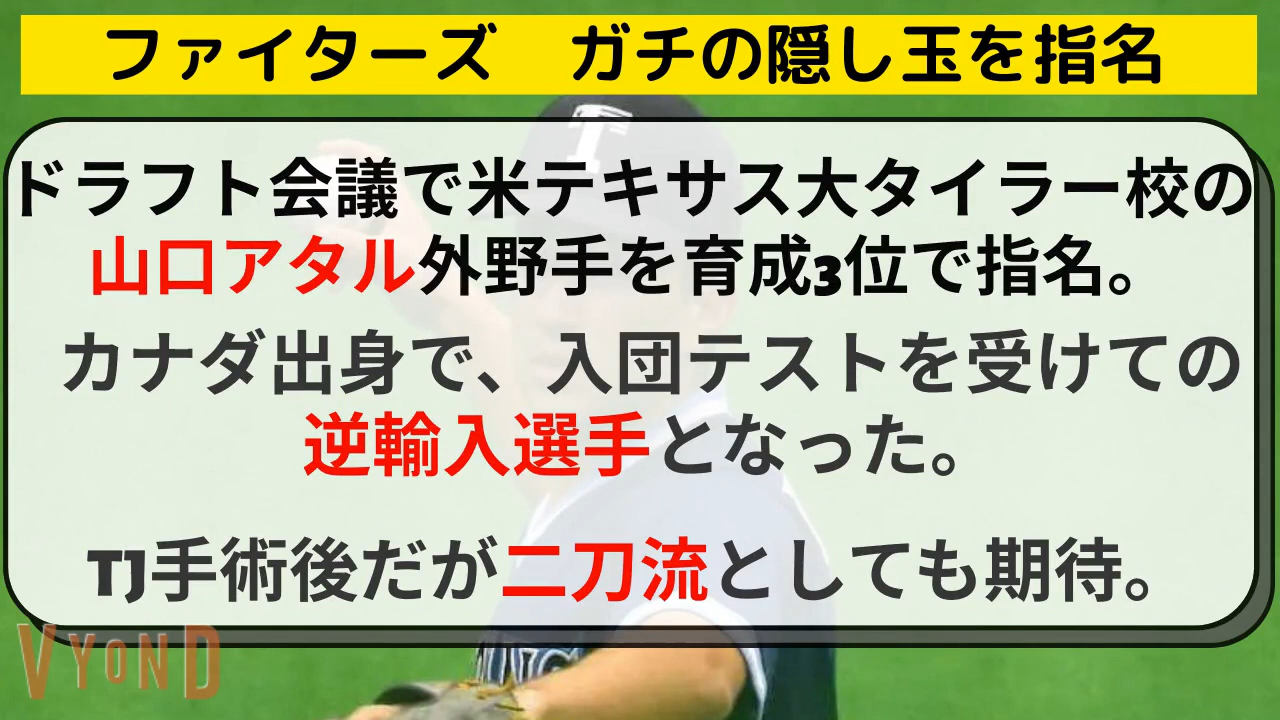 ファイターズ　ガチの隠し玉を指名
T
ドラフト会議で米テキサス大タイラー校の
山口アタル外野手を育成3位で指名。
カナダ出身で、入団テストを受けての
逆輸入選手となった。
TJ手術後だが二刀流としても期待。
VYOND